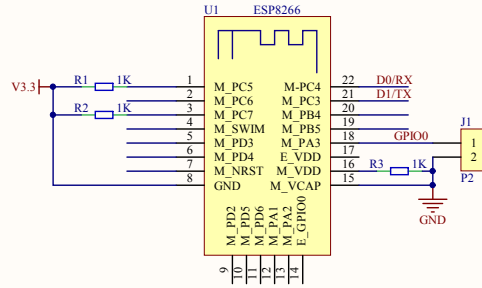 U1 ESP8266
V3.3
R1 1K
R2 1K
1 M_PC5
2 M_PC6
3 M_PC7
4 M_SWIM
5 M_PD3
6 M_PD4
7 M_NRST
8 GND
M-PC4 22 D0/RX
M_PC3 21 D1/TX
M_PB4 20
M_PB5 19
M_PA3 18 GPIO0
E_VDD 17
M_VDD 16 R3 1K
M_VCAP 15
J1
1
2
P2
GND
M_PD2 9
M_PD5 10
M_PD6 11
M_PA1 12
M_PA2 13
E_GPIO0 14